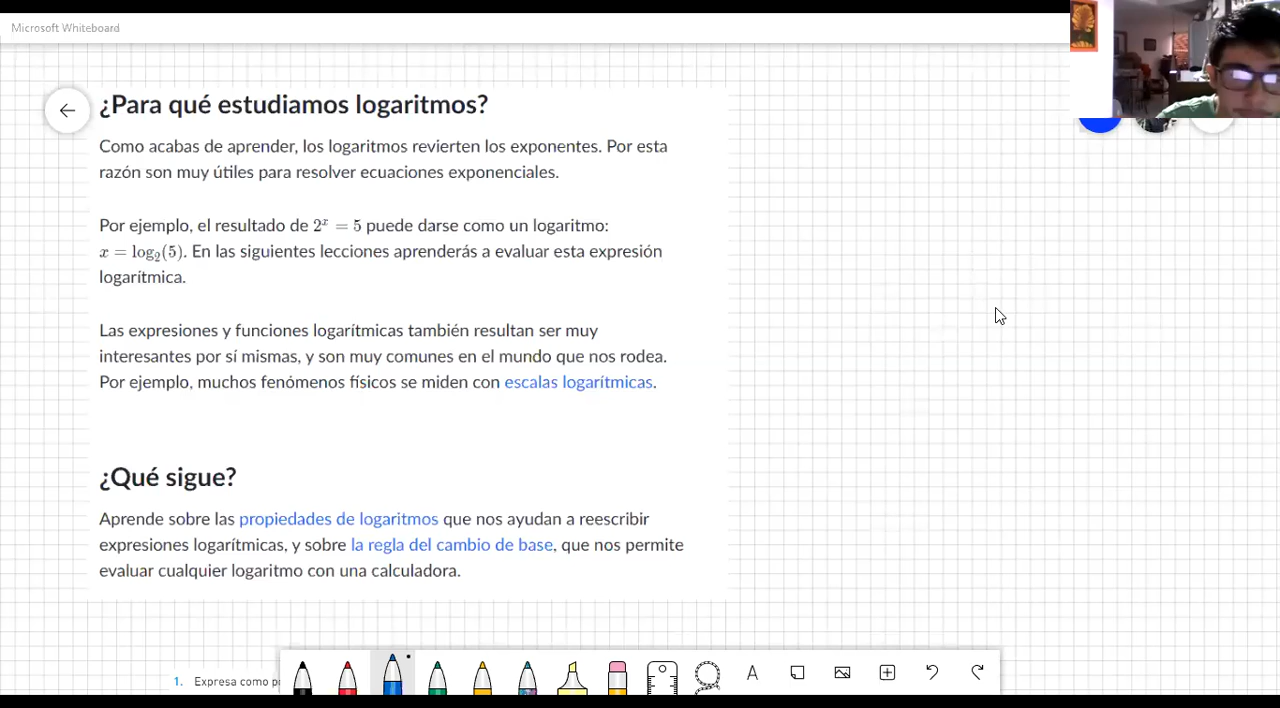 Microsoft Whiteboard
¿Para qué estudiamos logaritmos?
Como acabas de aprender, los logaritmos revierten los exponentes. Por esta
razón son muy útiles para resolver ecuaciones exponenciales.
Por ejemplo, el resultado de 2ˣ = 5 puede darse como un logaritmo:
x = log₂(5). En las siguientes lecciones aprenderás a evaluar esta expresión
logarítmica.
Las expresiones y funciones logarítmicas también resultan ser muy
interesantes por sí mismas, y son muy comunes en el mundo que nos rodea.
Por ejemplo, muchos fenómenos físicos se miden con escalas logarítmicas.
¿Qué sigue?
Aprende sobre las propiedades de logaritmos que nos ayudan a reescribir
expresiones logarítmicas, y sobre la regla del cambio de base, que nos permite
evaluar cualquier logaritmo con una calculadora.
1. Expresa como
A